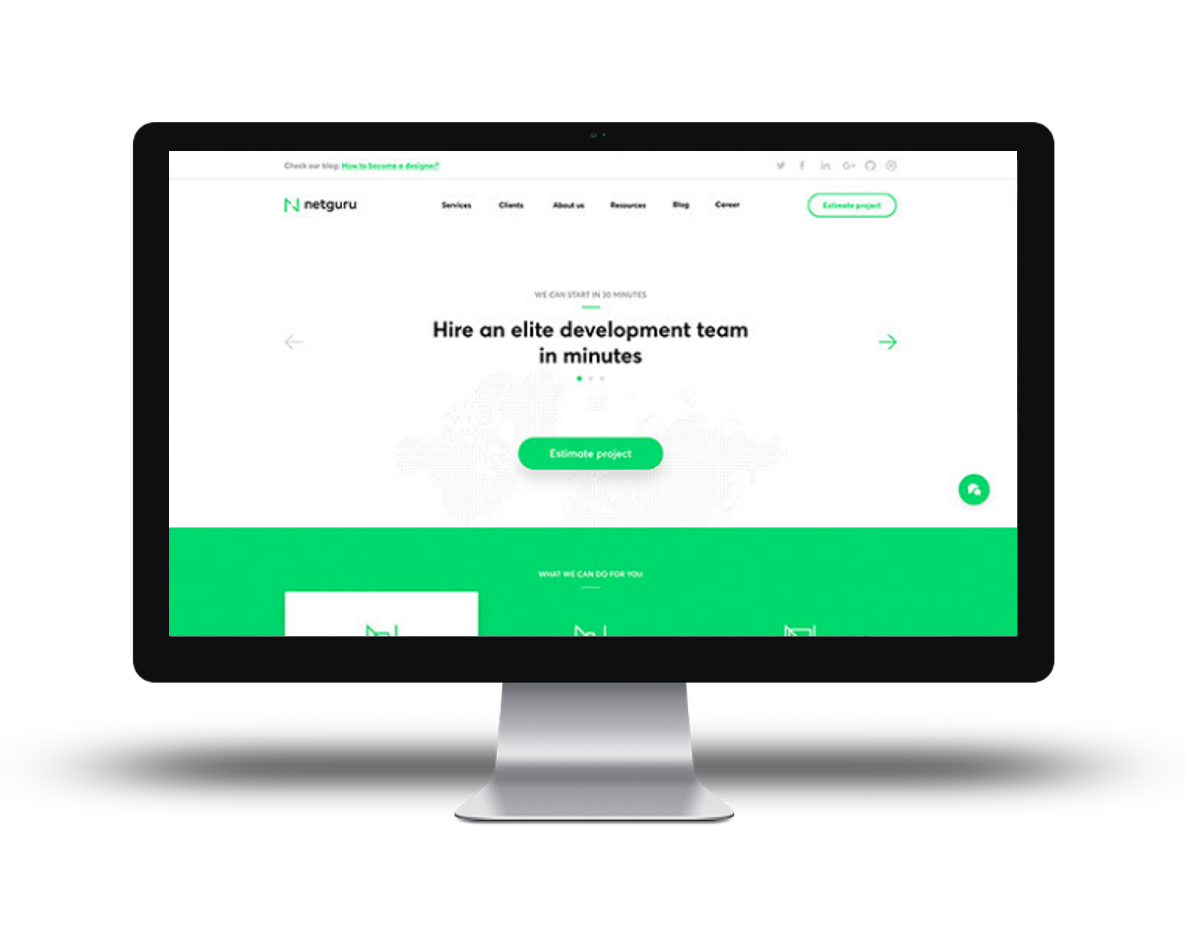 Check our blog: How to become a designer?
netguru
Services Clients About us Resources Blog Career Estimate project
WE CAN START IN 30 MINUTES
Hire an elite development team
in minutes
Estimate project
WHAT WE CAN DO FOR YOU